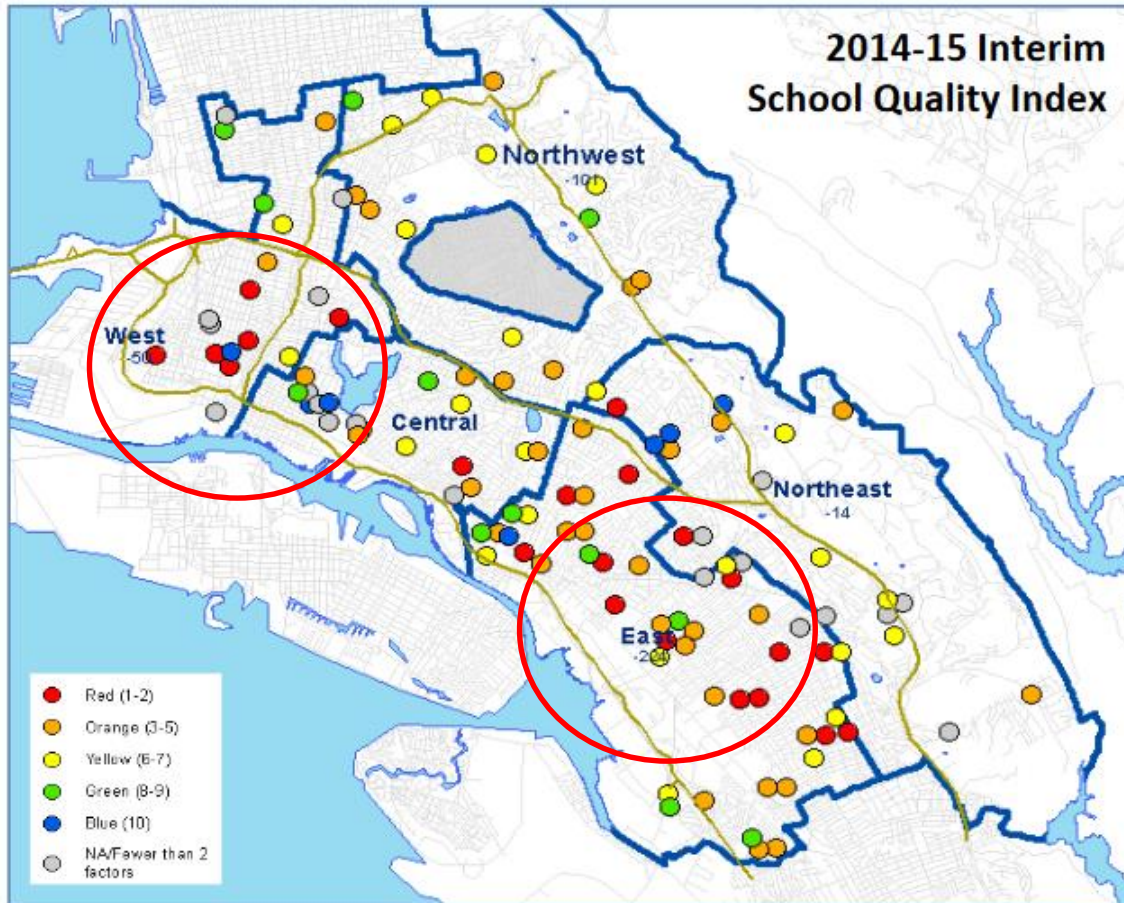 2014-15 Interim
School Quality Index
Northwest
-101
West
Central
Northeast
-14
East
Red (1-2)
Orange (3-5)
Yellow (6-7)
Green (8-9)
Blue (10)
NA/Fewer than 2
factors